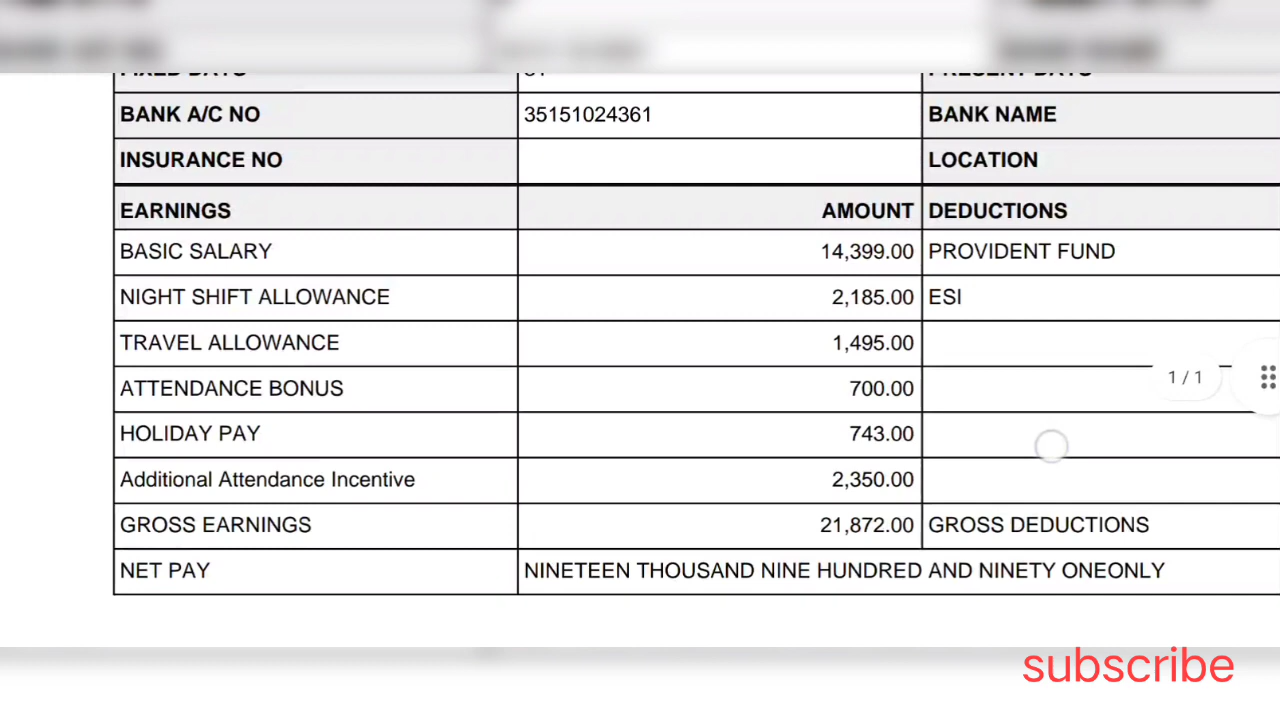 BANK A/C NO 35151024361 BANK NAME
INSURANCE NO LOCATION
EARNINGS AMOUNT DEDUCTIONS
BASIC SALARY 14,399.00 PROVIDENT FUND
NIGHT SHIFT ALLOWANCE 2,185.00 ESI
TRAVEL ALLOWANCE 1,495.00
1 / 1
ATTENDANCE BONUS 700.00
HOLIDAY PAY 743.00
Additional Attendance Incentive 2,350.00
GROSS EARNINGS 21,872.00 GROSS DEDUCTIONS
NET PAY NINETEEN THOUSAND NINE HUNDRED AND NINETY ONEONLY
subscribe